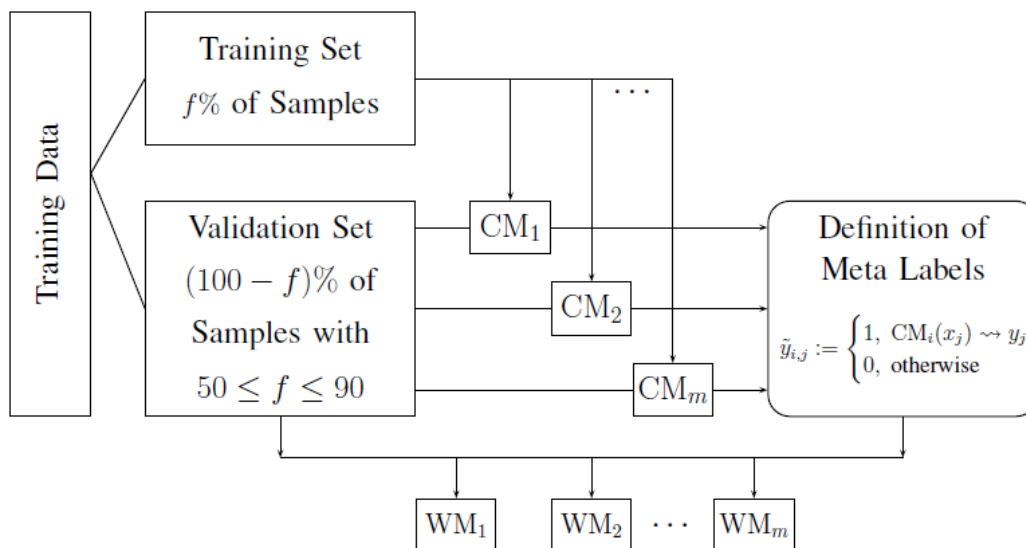 Training Data
Training Set
f% of Samples
. . .
Validation Set
(100 − f)% of
Samples with
50 ≤ f ≤ 90
CM₁
CM₂
CMₘ
Definition of
Meta Labels
ỹᵢ,ⱼ := {1, CMᵢ(xⱼ) ⇝ yⱼ
0, otherwise
WM₁ WM₂ . . . WMₘ